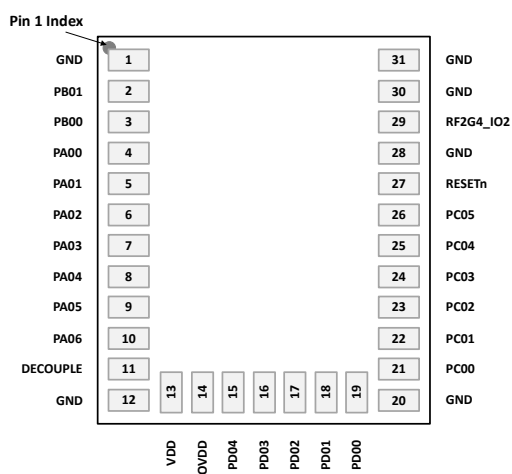 Pin 1 Index
GND 1 31 GND
PB01 2 30 GND
PB00 3 29 RF2G4_IO2
PA00 4 28 GND
PA01 5 27 RESETn
PA02 6 26 PC05
PA03 7 25 PC04
PA04 8 24 PC03
PA05 9 23 PC02
PA06 10 22 PC01
DECOUPLE 11 21 PC00
GND 12 13 14 15 16 17 18 19 20 GND
VDD OVDD PD04 PD03 PD02 PD01 PD00